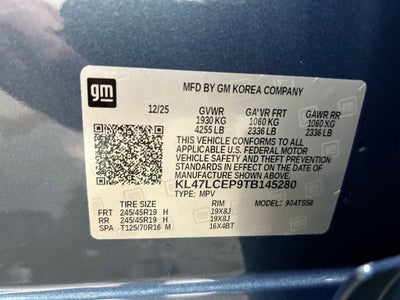 gm
MFD BY GM KOREA COMPANY
12/25 GVWR GA'VR FRT GAWR RR
1930 KG 1060 KG 1060 KG
4255 LB 2336 LB 2336 LB
THIS VEHICLE CONFORMS TO ALL
APPLICABLE U.S. FEDERAL MOTOR
VEHICLE SAFETY AND THEFT
PREVENTION STANDARDS IN EFFECT ON
THE DATE OF MANUFACTURE SHOWN ABOVE.
KL47LCEP9TB145280
TYPE: MPV MODEL: 904TS58
TIRE SIZE RIM
FRT 245/45R19 H 19X8J
RR 245/45R19 H 19X8J
SPA T125/70R16 M 16X4BT